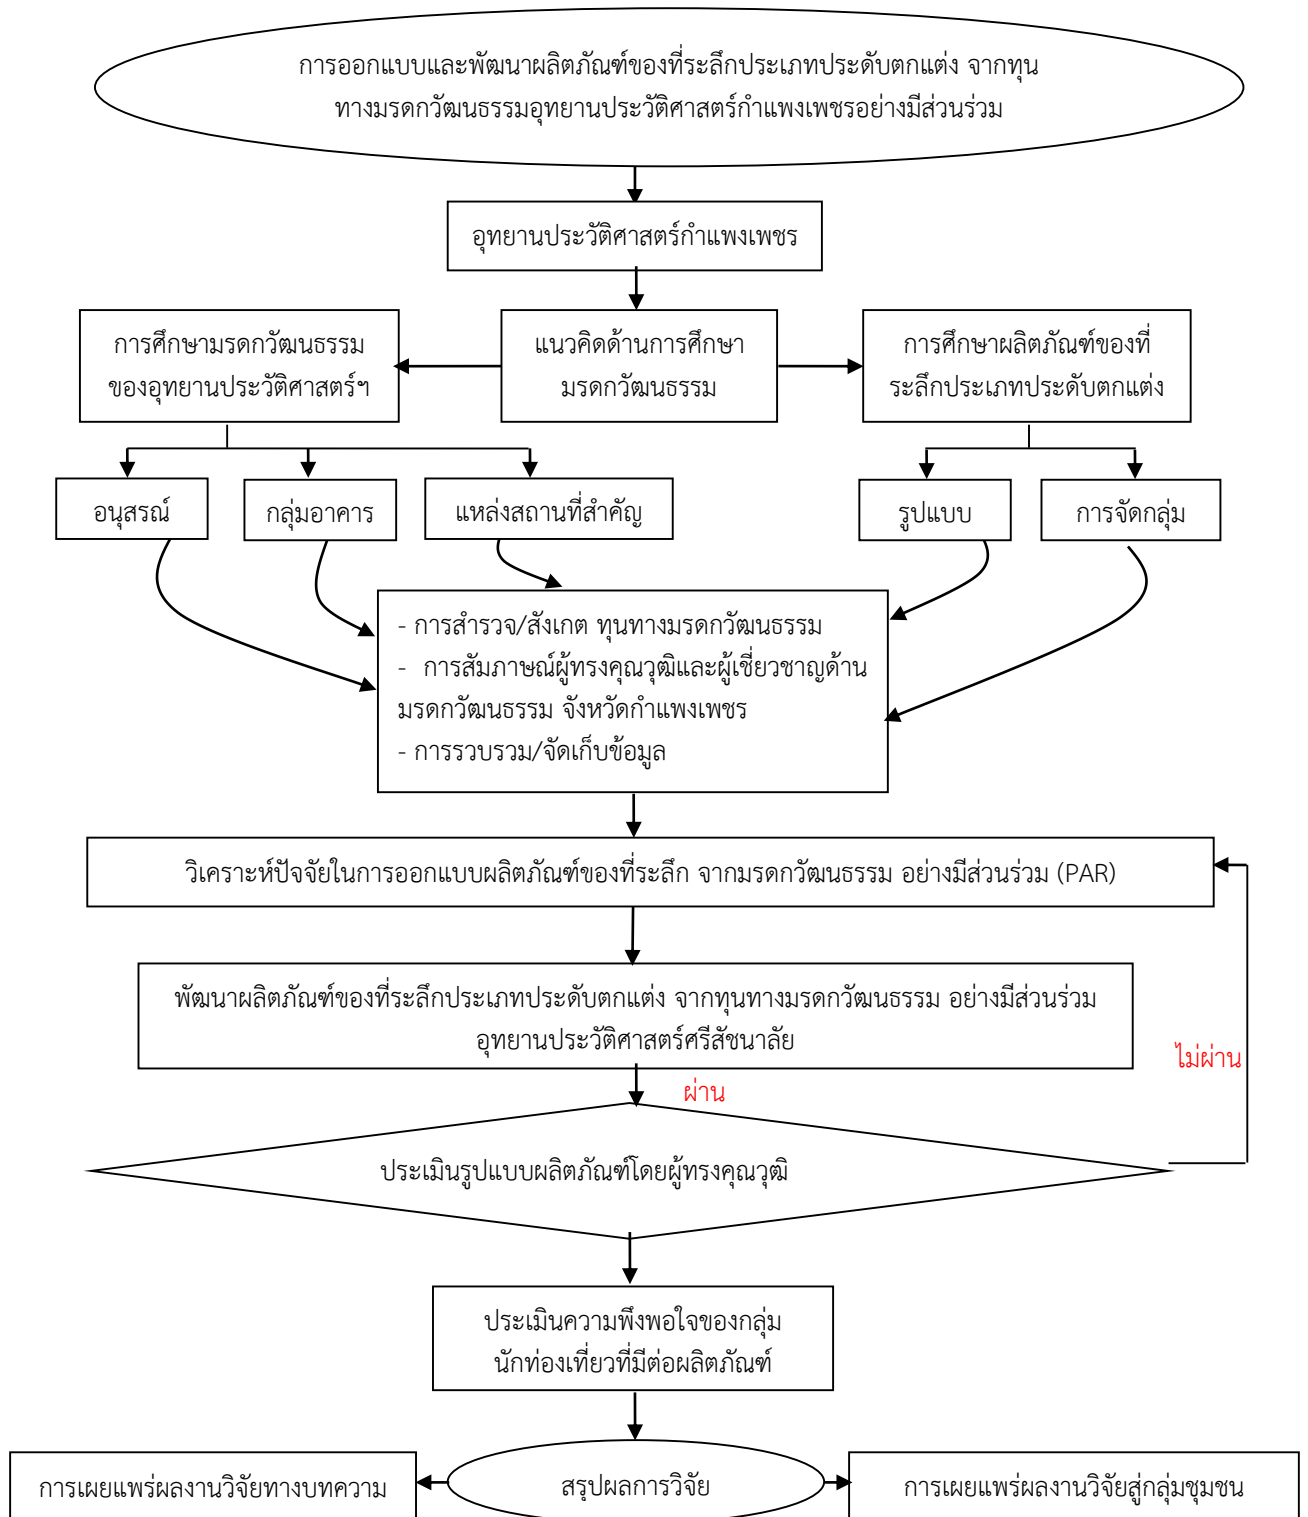 การออกแบบและพัฒนาผลิตภัณฑ์ของที่ระลึกประเภทประดับตกแต่ง จากทุน
ทางมรดกวัฒนธรรมอุทยานประวัติศาสตร์กำแพงเพชรอย่างมีส่วนร่วม
อุทยานประวัติศาสตร์กำแพงเพชร
การศึกษามรดกวัฒนธรรม
ของอุทยานประวัติศาสตร์ฯ
แนวคิดด้านการศึกษา
มรดกวัฒนธรรม
การศึกษาผลิตภัณฑ์ของที่
ระลึกประเภทประดับตกแต่ง
อนุสรณ์
กลุ่มอาคาร
แหล่งสถานที่สำคัญ
รูปแบบ
การจัดกลุ่ม
- การสำรวจ/สังเกต ทุนทางมรดกวัฒนธรรม
- การสัมภาษณ์ผู้ทรงคุณวุฒิและผู้เชี่ยวชาญด้าน
มรดกวัฒนธรรม จังหวัดกำแพงเพชร
- การรวบรวม/จัดเก็บข้อมูล
วิเคราะห์ปัจจัยในการออกแบบผลิตภัณฑ์ของที่ระลึก จากมรดกวัฒนธรรม อย่างมีส่วนร่วม (PAR)
พัฒนาผลิตภัณฑ์ของที่ระลึกประเภทประดับตกแต่ง จากทุนทางมรดกวัฒนธรรม อย่างมีส่วนร่วม
อุทยานประวัติศาสตร์ศรีสัชนาลัย
ไม่ผ่าน
ผ่าน
ประเมินรูปแบบผลิตภัณฑ์โดยผู้ทรงคุณวุฒิ
ประเมินความพึงพอใจของกลุ่ม
นักท่องเที่ยวที่มีต่อผลิตภัณฑ์
การเผยแพร่ผลงานวิจัยทางบทความ
สรุปผลการวิจัย
การเผยแพร่ผลงานวิจัยสู่กลุ่มชุมชน